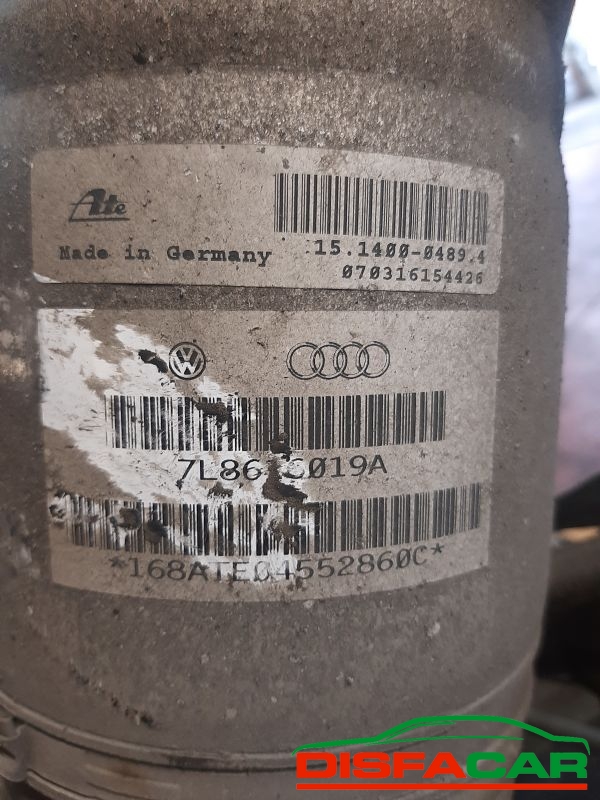 Ate
Made in Germany
15.1400-0489.4
070316154426
*168ATE04552860C*
DISFACAR